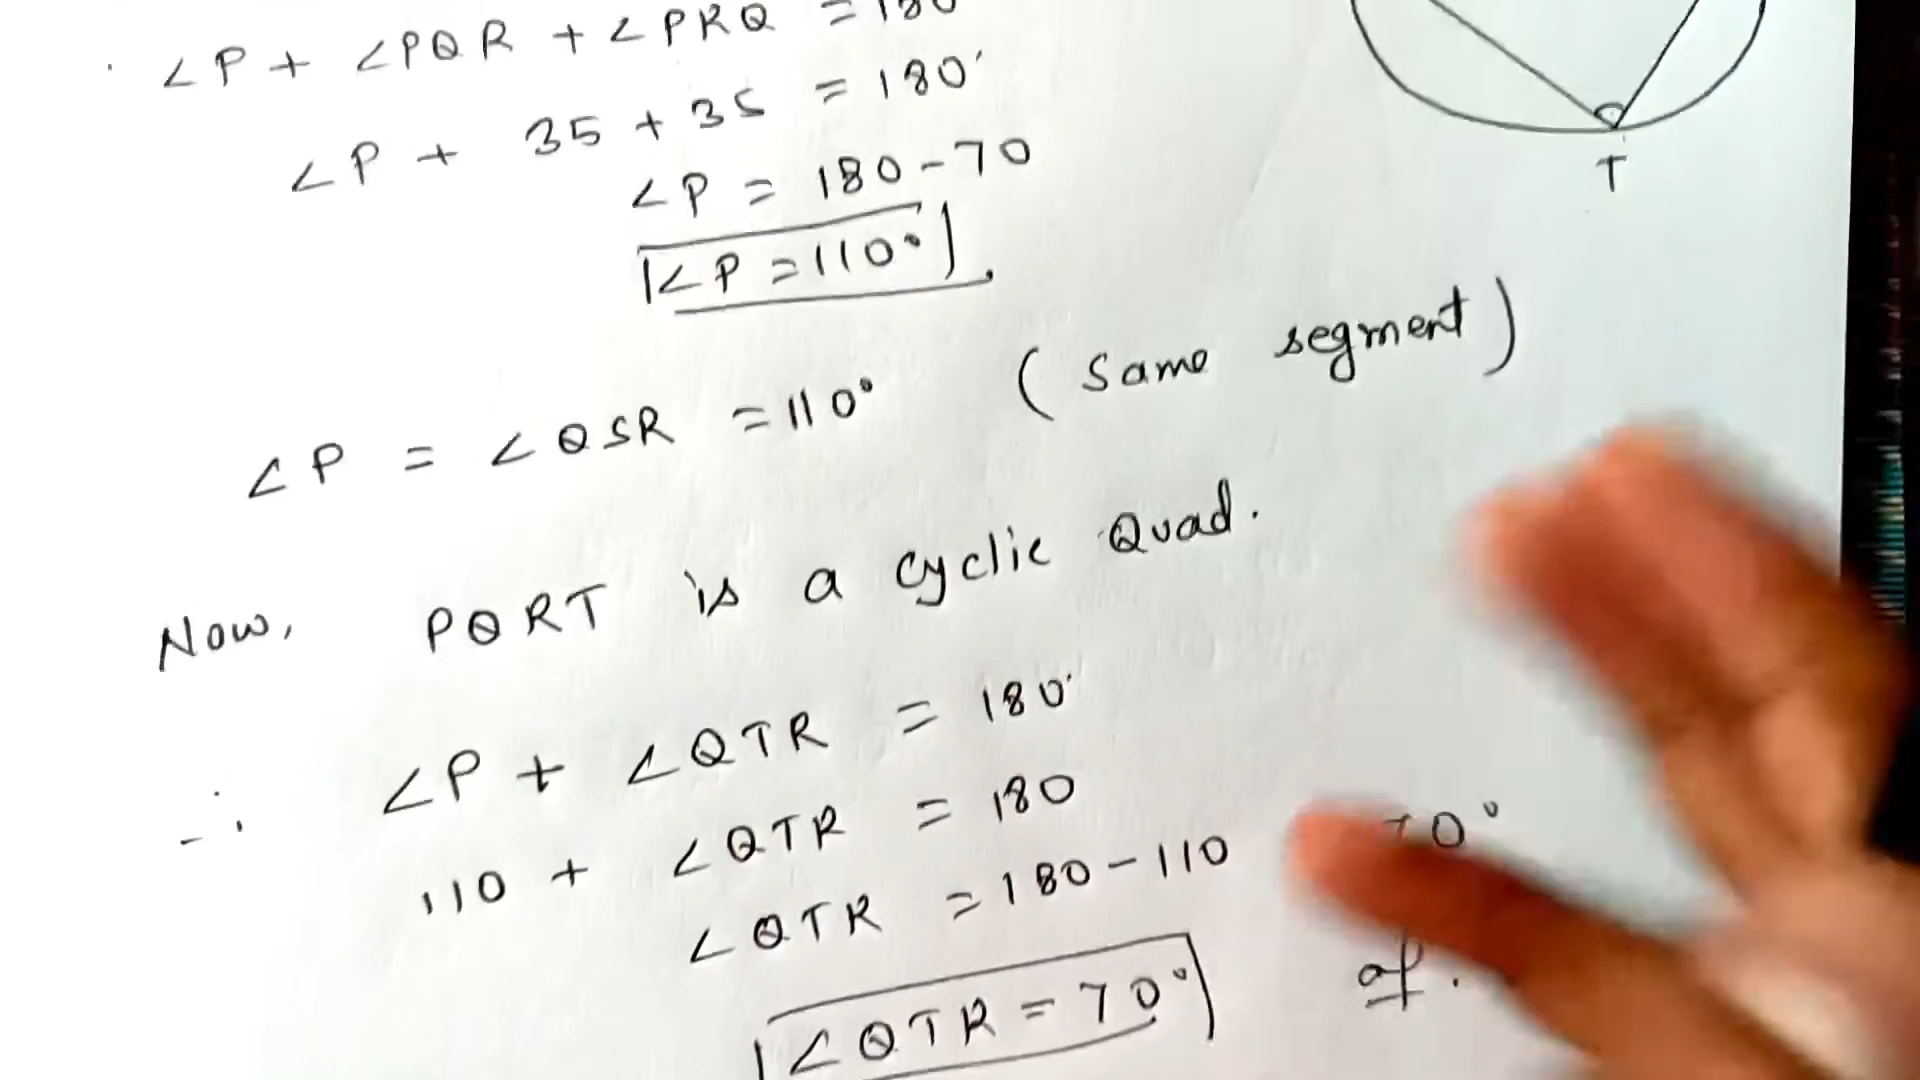 ∠P + ∠PQR + ∠PRQ = 180
∠P + 35 + 35 = 180°
∠P = 180 - 70
∠P = 110°
T
∠P = ∠QSR = 110° (Same segment)
Now, PQRT is a cyclic Quad.
∴ ∠P + ∠QTR = 180°
110 + ∠QTR = 180
∠QTR = 180 - 110
70°
∠QTR = 70°